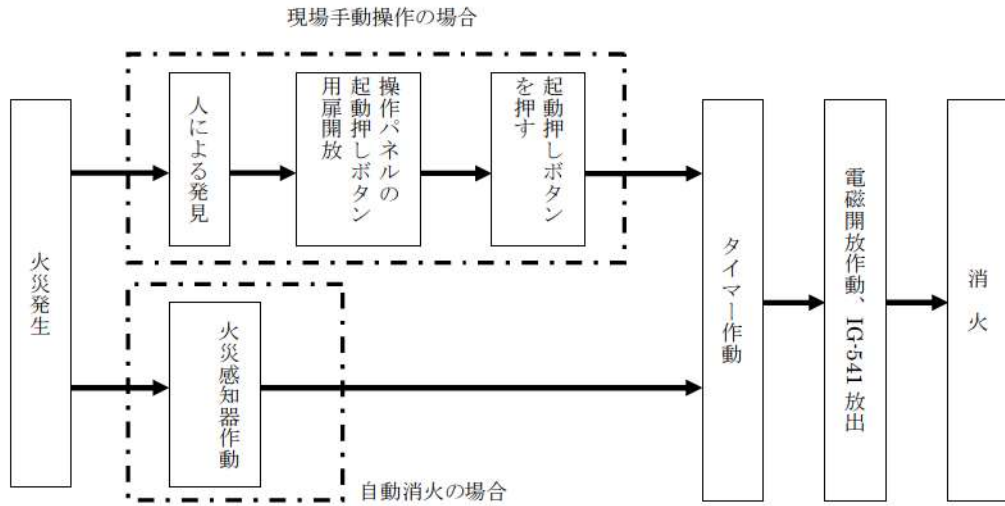 現場手動操作の場合
火災発生
人による発見
操作パネルの
起動押しボタン
用扉開放
起動押しボタン
を押す
火災感知器作動
自動消火の場合
タイマー作動
電磁開放作動、IG-541 放出
消火